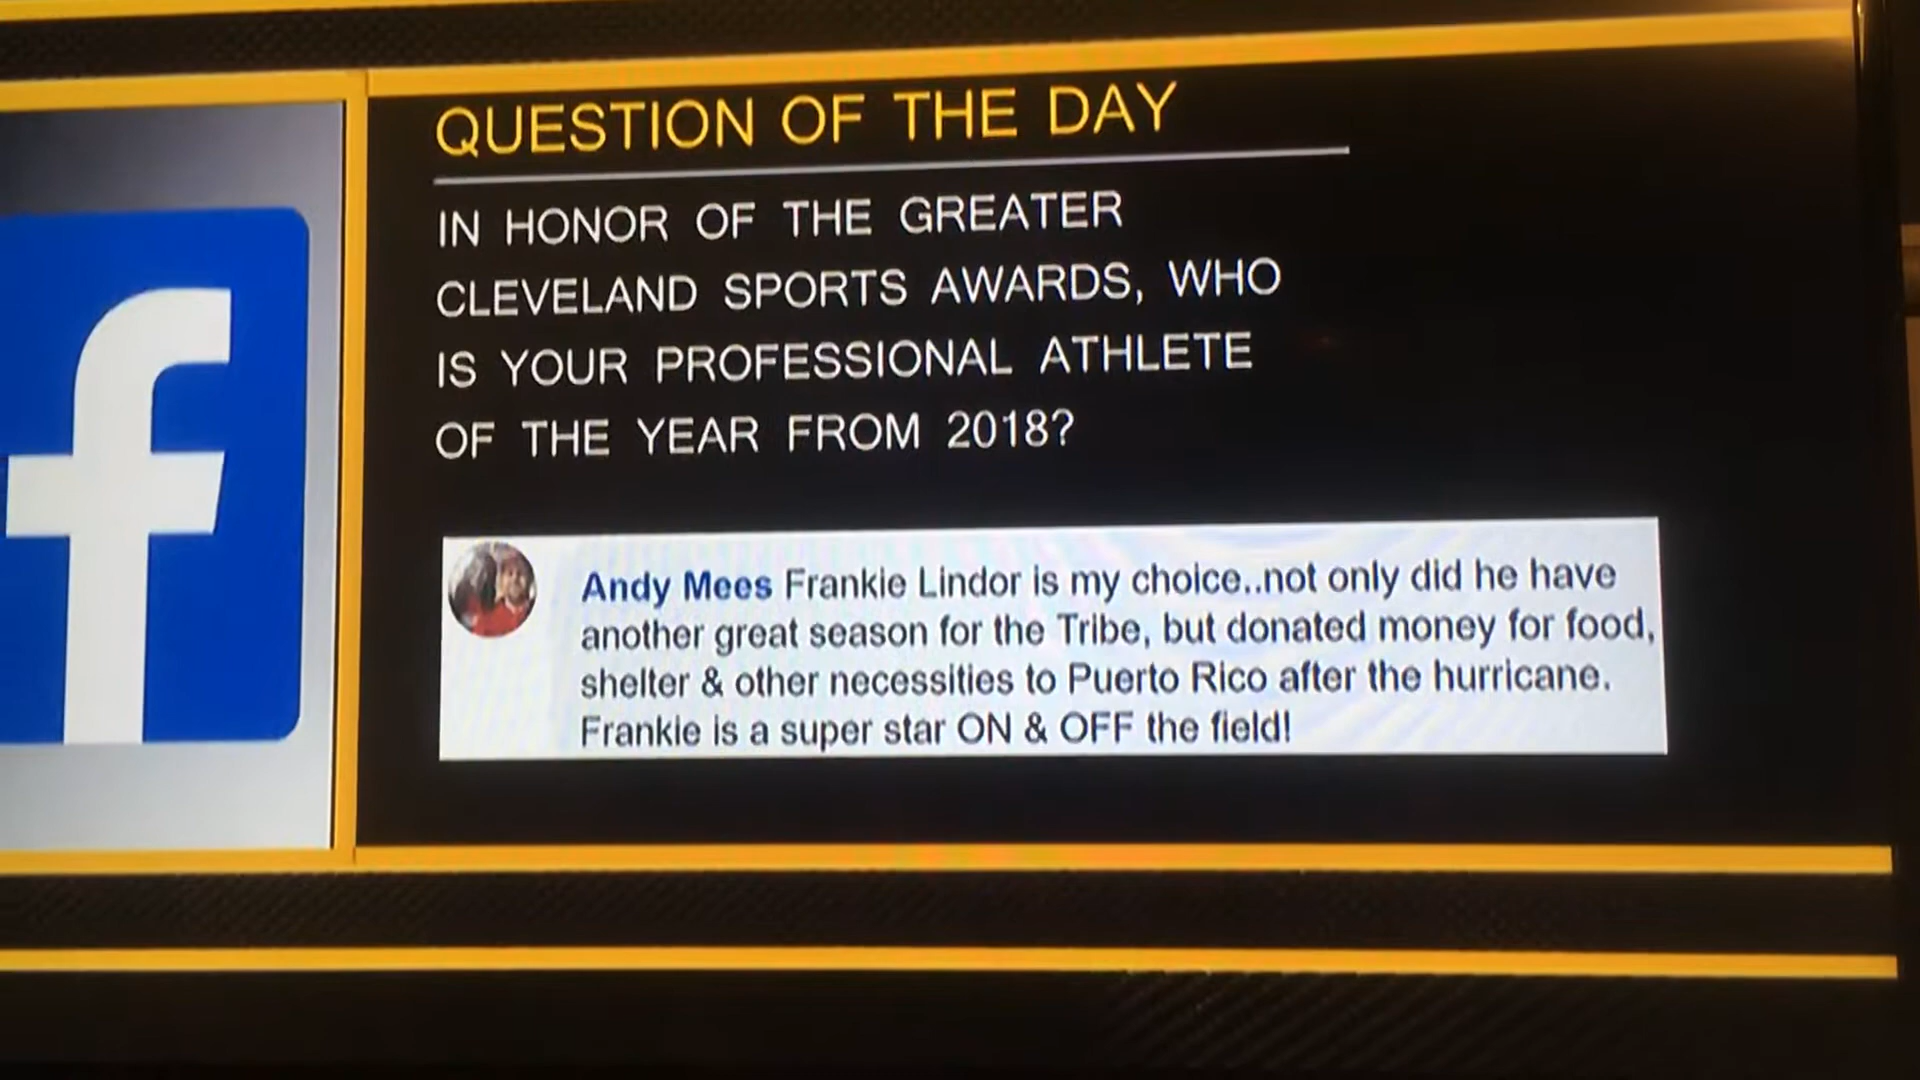 QUESTION OF THE DAY
IN HONOR OF THE GREATER
CLEVELAND SPORTS AWARDS, WHO
IS YOUR PROFESSIONAL ATHLETE
OF THE YEAR FROM 2018?
Andy Mees Frankie Lindor is my choice..not only did he have
another great season for the Tribe, but donated money for food,
shelter & other necessities to Puerto Rico after the hurricane.
Frankie is a super star ON & OFF the field!